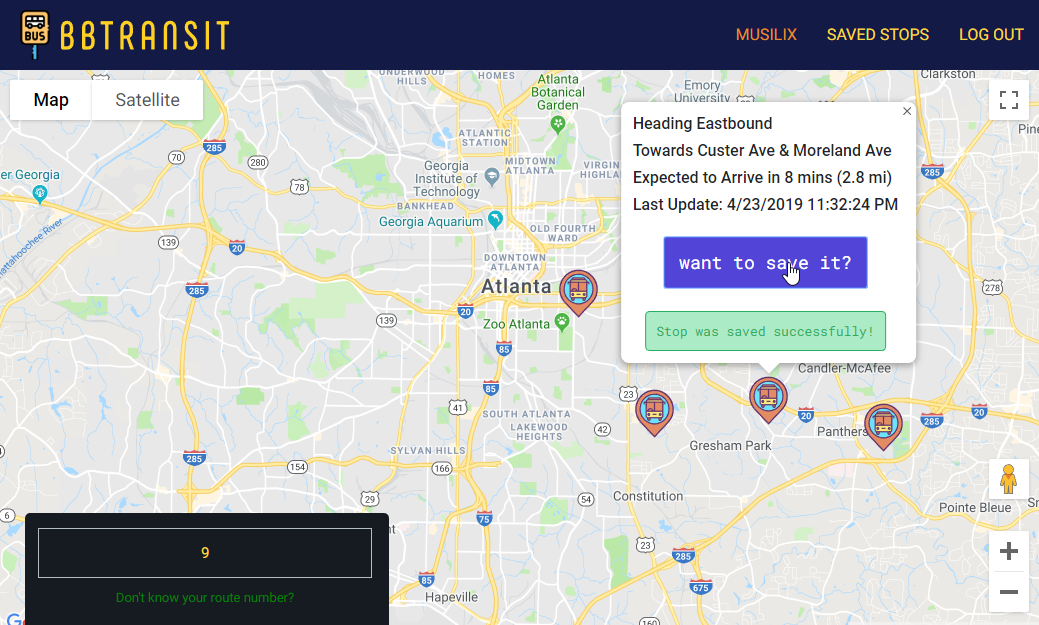 BUS
BBTRANSIT
MUSILIX
SAVED STOPS
LOG OUT
Map
Satellite
UNDERWOOD
HILLS
HOMES
Atlanta
Botanical
Garden
Emory
University
Clarkston
ATLANTIC
STATION
MIDTOWN
ATLANTA
Georgia
Institute of
Technology
BANKHEAD
Georgia Aquarium
OLD FOURTH
WARD
DOWNTOWN
ATLANTA
Atlanta
Zoo Atlanta
er Georgia
×
Heading Eastbound
Towards Custer Ave & Moreland Ave
Expected to Arrive in 8 mins (2.8 mi)
Last Update: 4/23/2019 11:32:24 PM
want to save it?
Stop was saved successfully!
285
70
280
78
285
139
20
285
278
139
20
85
Candler-McAfee
85
23
41
20
285
20
SOUTH ATLANTA
LAKEWOOD
HEIGHTS
42
Gresham Park
Panthers
SYLVAN HILLS
285
154
166
29
54
Constitution
Pointe Blue
6
75
23
285
85
675
Hapeville
160
9
Don't know your route number?